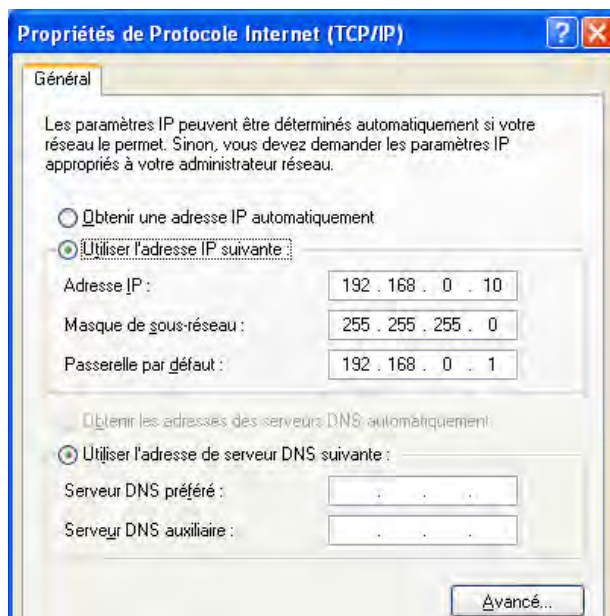 Propriétés de Protocole Internet (TCP/IP)
Général
Les paramètres IP peuvent être déterminés automatiquement si votre
réseau le permet. Sinon, vous devez demander les paramètres IP
appropriés à votre administrateur réseau.
Obtenir une adresse IP automatiquement
Utiliser l'adresse IP suivante :
Adresse IP : 192 . 168 . 0 . 10
Masque de sous-réseau : 255 . 255 . 255 . 0
Passerelle par défaut : 192 . 168 . 0 . 1
Obtenir les adresses des serveurs DNS automatiquement
Utiliser l'adresse de serveur DNS suivante :
Serveur DNS préféré : . . .
Serveur DNS auxiliaire : . . .
Avancé...